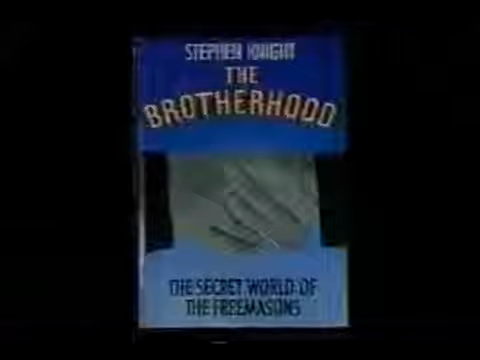 STEPHEN KNIGHT
THE
BROTHERHOOD
THE SECRET WORLD OF
THE FREEMASONS